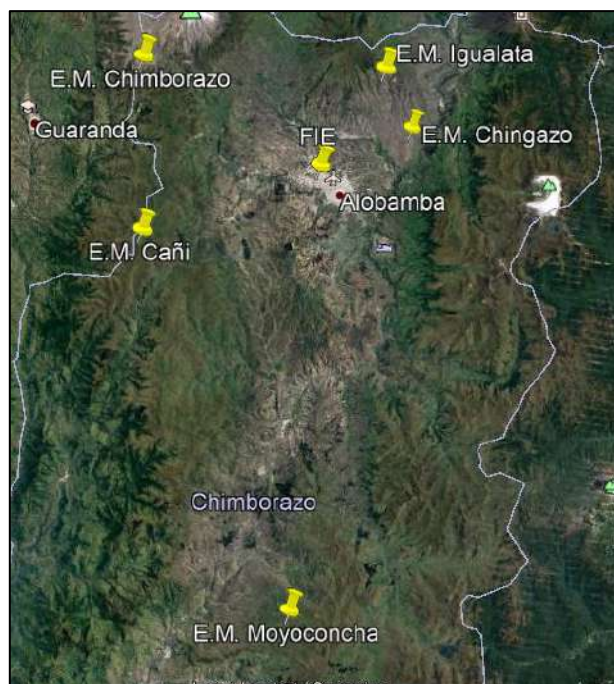 E.M. Igualata
E.M. Chimborazo
Guaranda
FIE
E.M. Chingazo
Alobamba
E.M. Cañi
Chimborazo
E.M. Moyoconcha